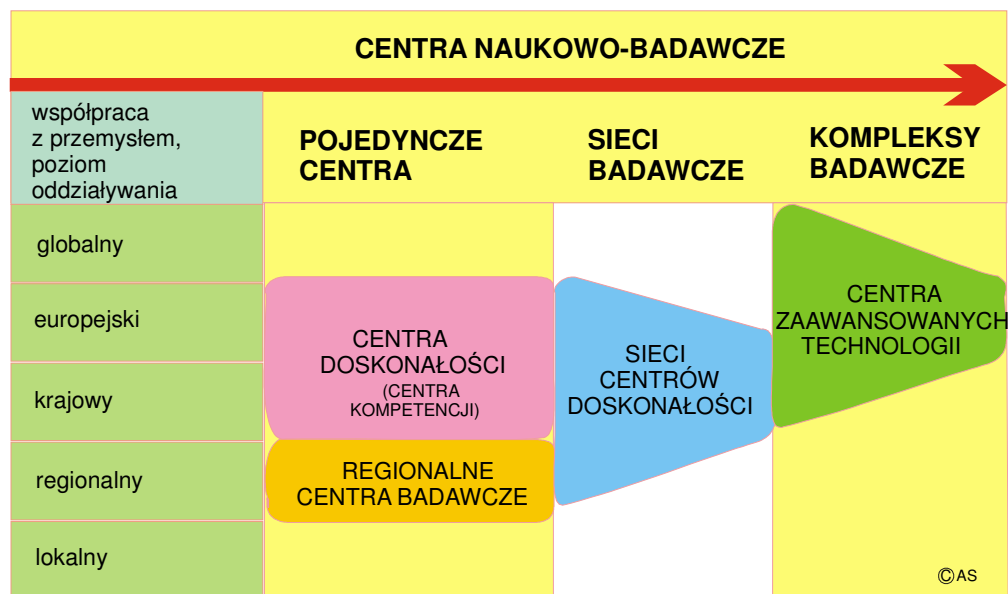 CENTRA NAUKOWO-BADAWCZE
współpraca
z przemysłem,
poziom
oddziaływania
POJEDYNCZE
CENTRA
SIECI
BADAWCZE
KOMPLEKSY
BADAWCZE
globalny
europejski
krajowy
regionalny
lokalny
CENTRA
DOSKONAŁOŚCI
(CENTRA
KOMPETENCJI)
REGIONALNE
CENTRA BADAWCZE
SIECI
CENTRÓW
DOSKONAŁOŚCI
CENTRA
ZAAWANSOWANYCH
TECHNOLOGII
©AS